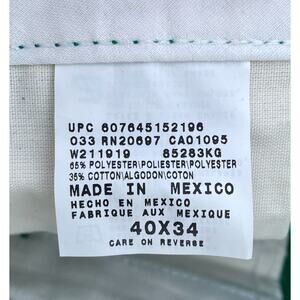 UPC 607645152196
033 RN20697 CA01095
W211919 85283KG
65% POLYESTER\POLIESTER\POLYESTER
35% COTTON\ALGODON\COTON
MADE IN MEXICO
HECHO EN MEXICO
FABRIQUE AUX MEXIQUE
40X34
CARE ON REVERSE